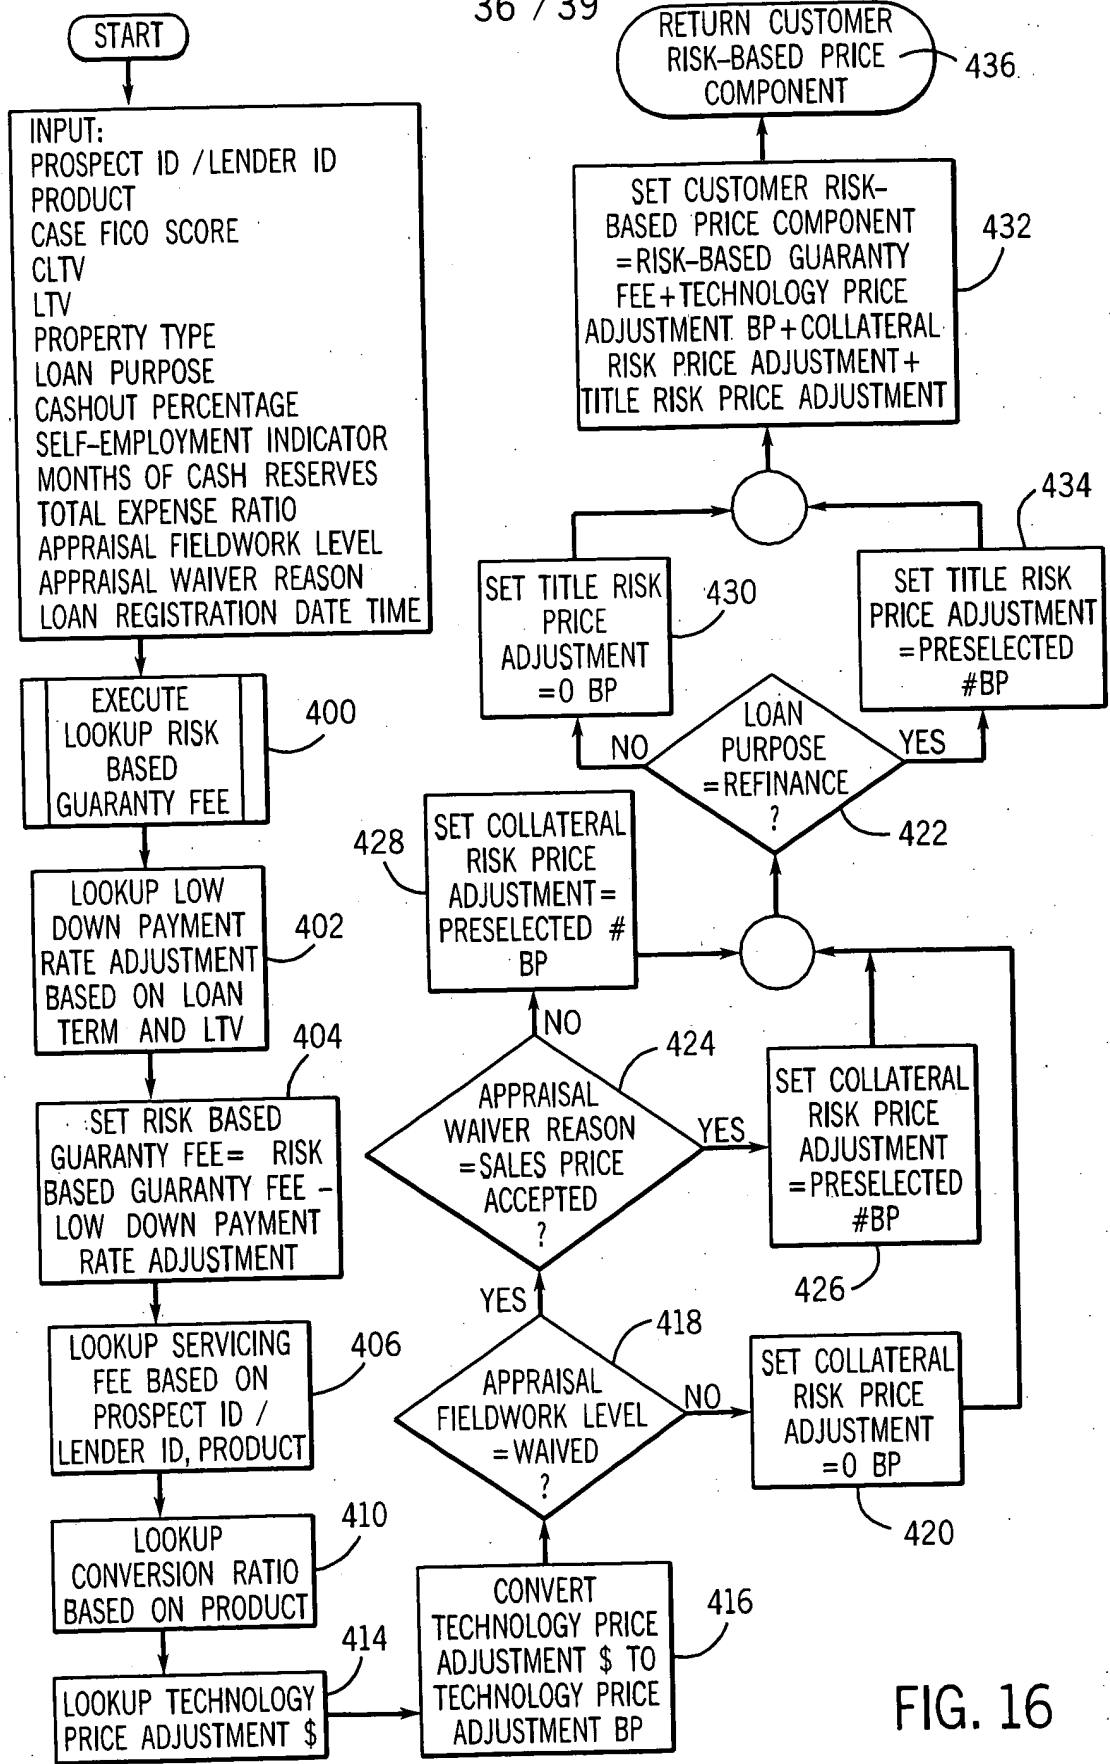 36 / 39
START
INPUT:
PROSPECT ID / LENDER ID
PRODUCT
CASE FICO SCORE
CLTV
LTV
PROPERTY TYPE
LOAN PURPOSE
CASHOUT PERCENTAGE
SELF-EMPLOYMENT INDICATOR
MONTHS OF CASH RESERVES
TOTAL EXPENSE RATIO
APPRAISAL FIELDWORK LEVEL
APPRAISAL WAIVER REASON
LOAN REGISTRATION DATE TIME
EXECUTE
LOOKUP RISK
BASED
GUARANTY FEE
400
LOOKUP LOW
DOWN PAYMENT
RATE ADJUSTMENT
BASED ON LOAN
TERM AND LTV
402
SET RISK BASED
GUARANTY FEE= RISK
BASED GUARANTY FEE -
LOW DOWN PAYMENT
RATE ADJUSTMENT
404
LOOKUP SERVICING
FEE BASED ON
PROSPECT ID /
LENDER ID, PRODUCT
406
LOOKUP
CONVERSION RATIO
BASED ON PRODUCT
410
LOOKUP TECHNOLOGY
PRICE ADJUSTMENT $
414
CONVERT
TECHNOLOGY PRICE
ADJUSTMENT $ TO
TECHNOLOGY PRICE
ADJUSTMENT BP
416
APPRAISAL
FIELDWORK LEVEL
=WAIVED
?
418
NO
YES
SET COLLATERAL
RISK PRICE
ADJUSTMENT
=0 BP
420
APPRAISAL
WAIVER REASON
=SALES PRICE
ACCEPTED
?
424
YES
NO
SET COLLATERAL
RISK PRICE
ADJUSTMENT
=PRESELECTED
#BP
426
SET COLLATERAL
RISK PRICE
ADJUSTMENT=
PRESELECTED #
BP
428
LOAN
PURPOSE
=REFINANCE
?
422
NO
YES
SET TITLE RISK
PRICE
ADJUSTMENT
=0 BP
430
SET TITLE RISK
PRICE ADJUSTMENT
=PRESELECTED
#BP
434
SET CUSTOMER RISK-
BASED PRICE COMPONENT
=RISK-BASED GUARANTY
FEE+TECHNOLOGY PRICE
ADJUSTMENT BP+COLLATERAL
RISK PRICE ADJUSTMENT+
TITLE RISK PRICE ADJUSTMENT
432
RETURN CUSTOMER
RISK-BASED PRICE
COMPONENT
436
FIG. 16